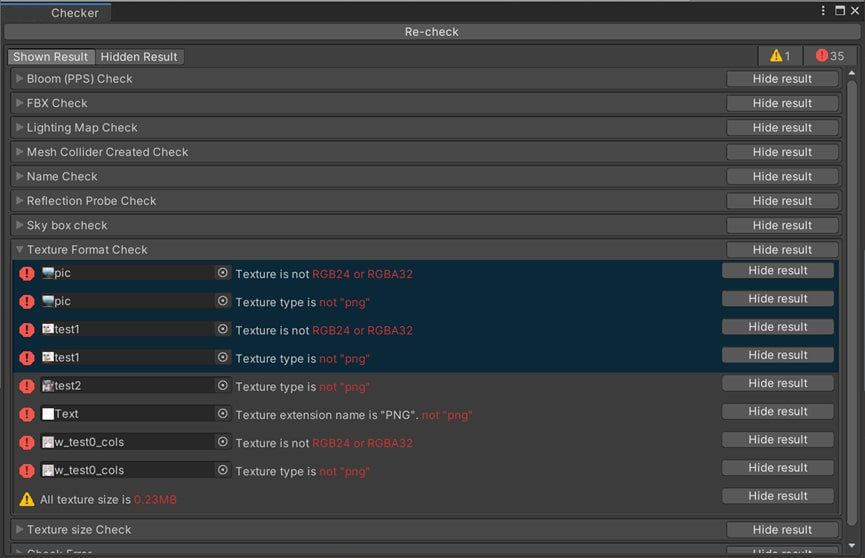 Checker
Re-check
Shown Result Hidden Result 1 35
Bloom (PPS) Check Hide result
FBX Check Hide result
Lighting Map Check Hide result
Mesh Collider Created Check Hide result
Name Check Hide result
Reflection Probe Check Hide result
Sky box check Hide result
Texture Format Check Hide result
pic Texture is not RGB24 or RGBA32 Hide result
pic Texture type is not "png" Hide result
test1 Texture is not RGB24 or RGBA32 Hide result
test1 Texture type is not "png" Hide result
test2 Texture type is not "png" Hide result
Text Texture extension name is "PNG". not "png" Hide result
w_test0_cols Texture is not RGB24 or RGBA32 Hide result
w_test0_cols Texture type is not "png" Hide result
All texture size is 0.23MB Hide result
Texture size Check Hide result
Check Error Hide result